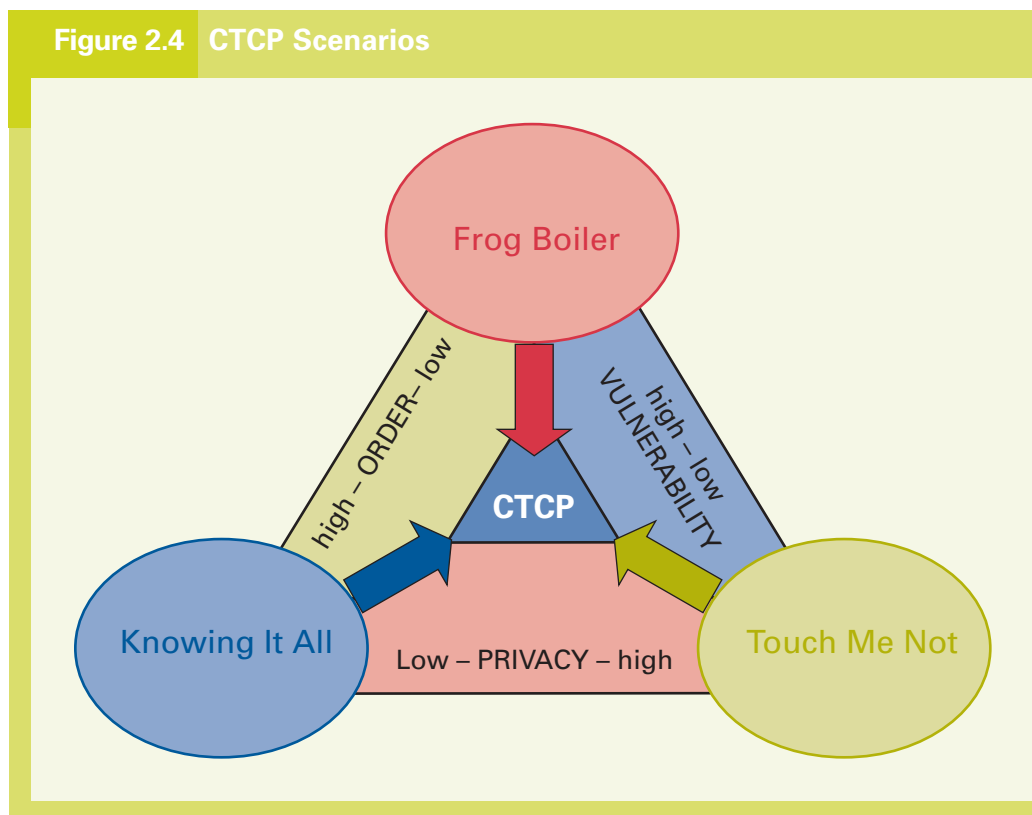 Figure 2.4 CTCP Scenarios
Frog Boiler
high – ORDER– low
high – low
VULNERABILITY
CTCP
Knowing It All
Touch Me Not
Low – PRIVACY – high